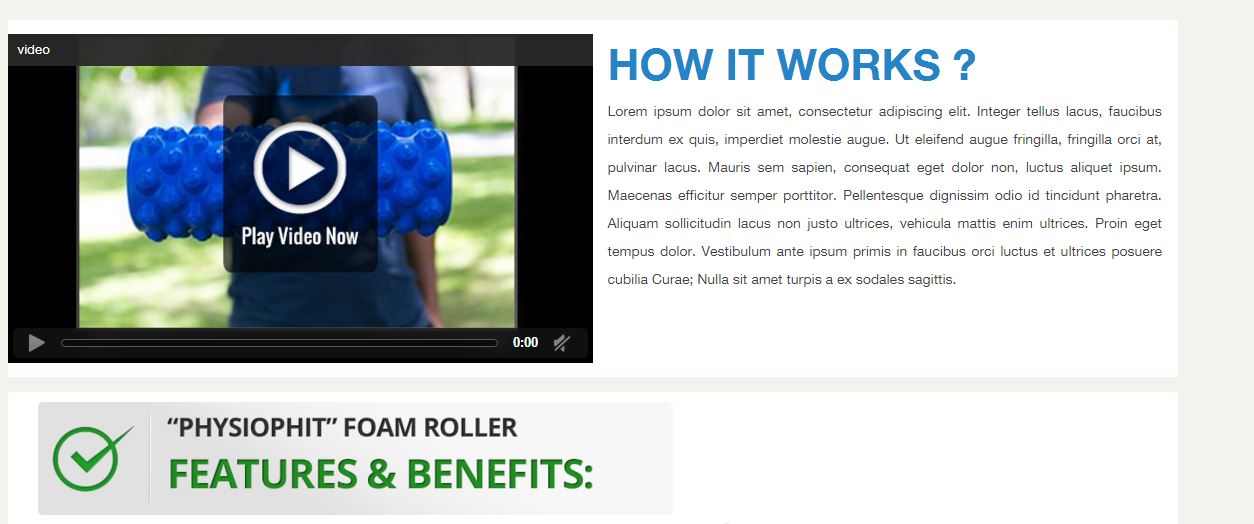 video
Play Video Now
0:00
HOW IT WORKS ?
Lorem ipsum dolor sit amet, consectetur adipiscing elit. Integer tellus lacus, faucibus
interdum ex quis, imperdiet molestie augue. Ut eleifend augue fringilla, fringilla orci at,
pulvinar lacus. Mauris sem sapien, consequat eget dolor non, luctus aliquet ipsum.
Maecenas efficitur semper porttitor. Pellentesque dignissim odio id tincidunt pharetra.
Aliquam sollicitudin lacus non justo ultrices, vehicula mattis enim ultrices. Proin eget
tempus dolor. Vestibulum ante ipsum primis in faucibus orci luctus et ultrices posuere
cubilia Curae; Nulla sit amet turpis a ex sodales sagittis.
“PHYSIOPHIT” FOAM ROLLER
FEATURES & BENEFITS: